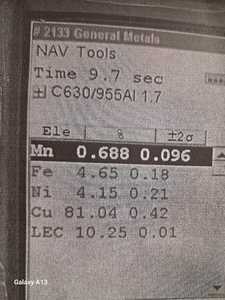 # 2133 General Metals
NAV Tools
Time 9.7 sec
C630/955Al 1.7
Ele % ±2σ
Mn 0.688 0.096
Fe 4.65 0.18
Ni 4.15 0.21
Cu 81.04 0.42
LEC 10.25 0.01
Galaxy A13